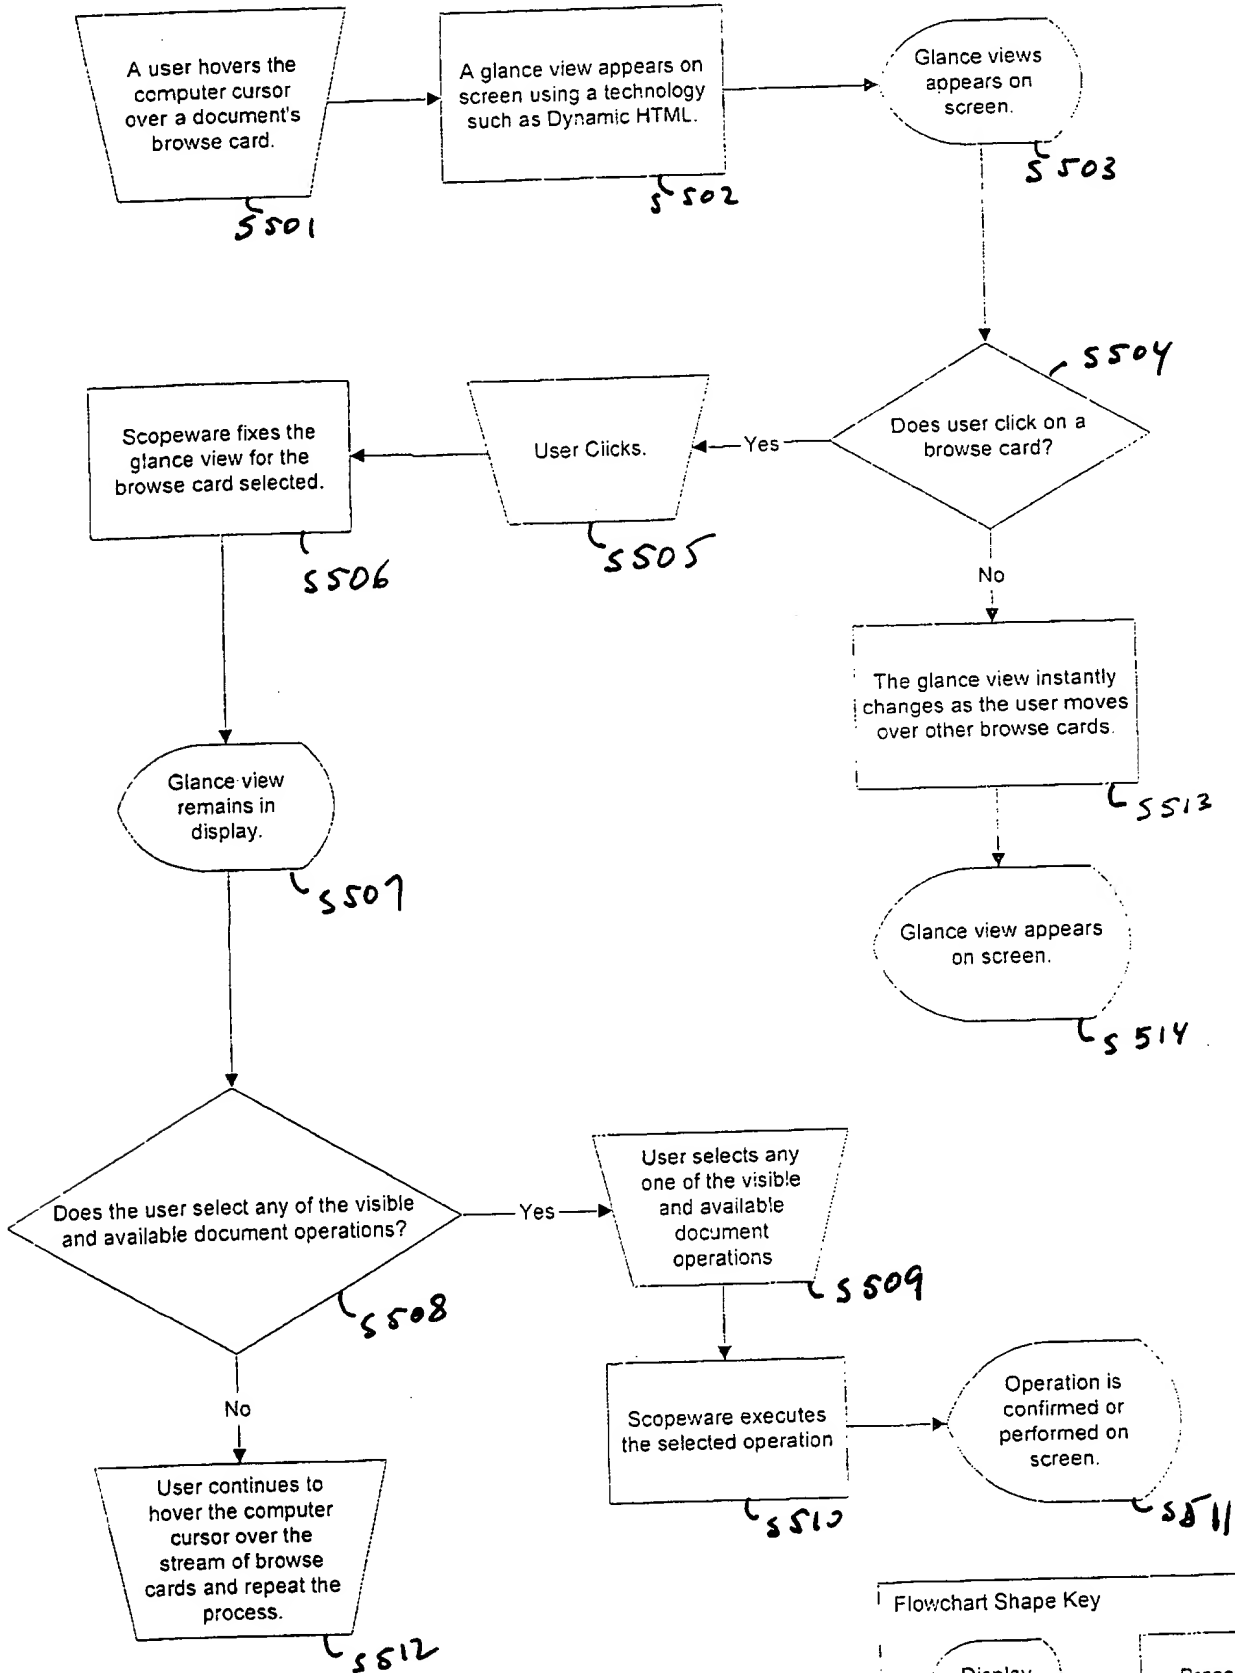 A user hovers the
computer cursor
over a document's
browse card.
S501
A glance view appears on
screen using a technology
such as Dynamic HTML.
S502
Glance views
appears on
screen.
S503
S504
Does user click on a
browse card?
Yes
User Clicks.
S505
Scopeware fixes the
glance view for the
browse card selected.
S506
No
The glance view instantly
changes as the user moves
over other browse cards.
S513
Glance view
remains in
display.
S507
Glance view appears
on screen.
S514
Does the user select any of the visible
and available document operations?
S508
Yes
User selects any
one of the visible
and available
document
operations
S509
Scopeware executes
the selected operation
S510
Operation is
confirmed or
performed on
screen.
S511
No
User continues to
hover the computer
cursor over the
stream of browse
cards and repeat the
process.
S512
Flowchart Shape Key
Display